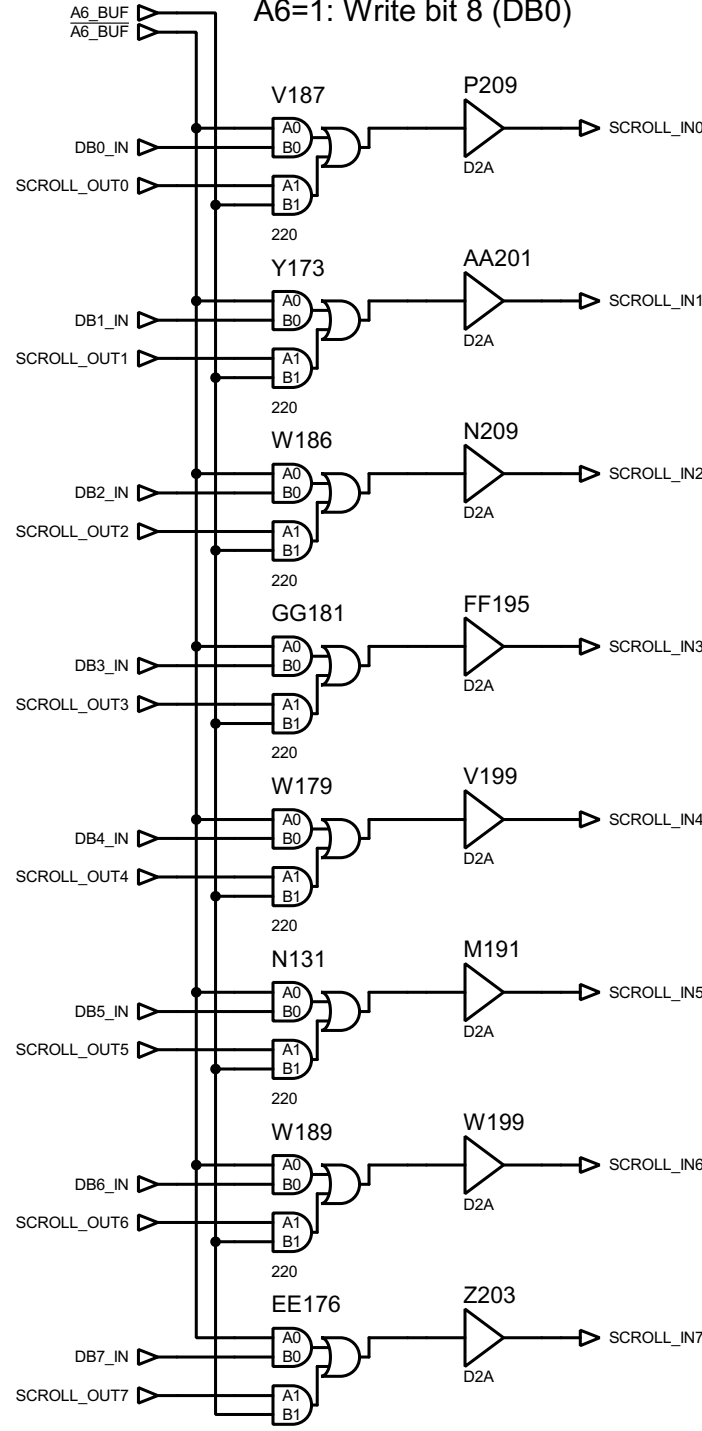 A6=1: Write bit 8 (DB0)
A6_BUF
A6_BUF
V187
P209
A0
DB0_IN
B0
SCROLL_IN0
D2A
SCROLL_OUT0
A1
B1
220
Y173
AA201
A0
DB1_IN
B0
SCROLL_IN1
D2A
SCROLL_OUT1
A1
B1
220
W186
N209
A0
DB2_IN
B0
SCROLL_IN2
D2A
SCROLL_OUT2
A1
B1
220
GG181
FF195
A0
DB3_IN
B0
SCROLL_IN3
D2A
SCROLL_OUT3
A1
B1
220
W179
V199
A0
DB4_IN
B0
SCROLL_IN4
D2A
SCROLL_OUT4
A1
B1
220
N131
M191
A0
DB5_IN
B0
SCROLL_IN5
D2A
SCROLL_OUT5
A1
B1
220
W189
W199
A0
DB6_IN
B0
SCROLL_IN6
D2A
SCROLL_OUT6
A1
B1
220
EE176
Z203
A0
DB7_IN
B0
SCROLL_IN7
D2A
SCROLL_OUT7
A1
B1